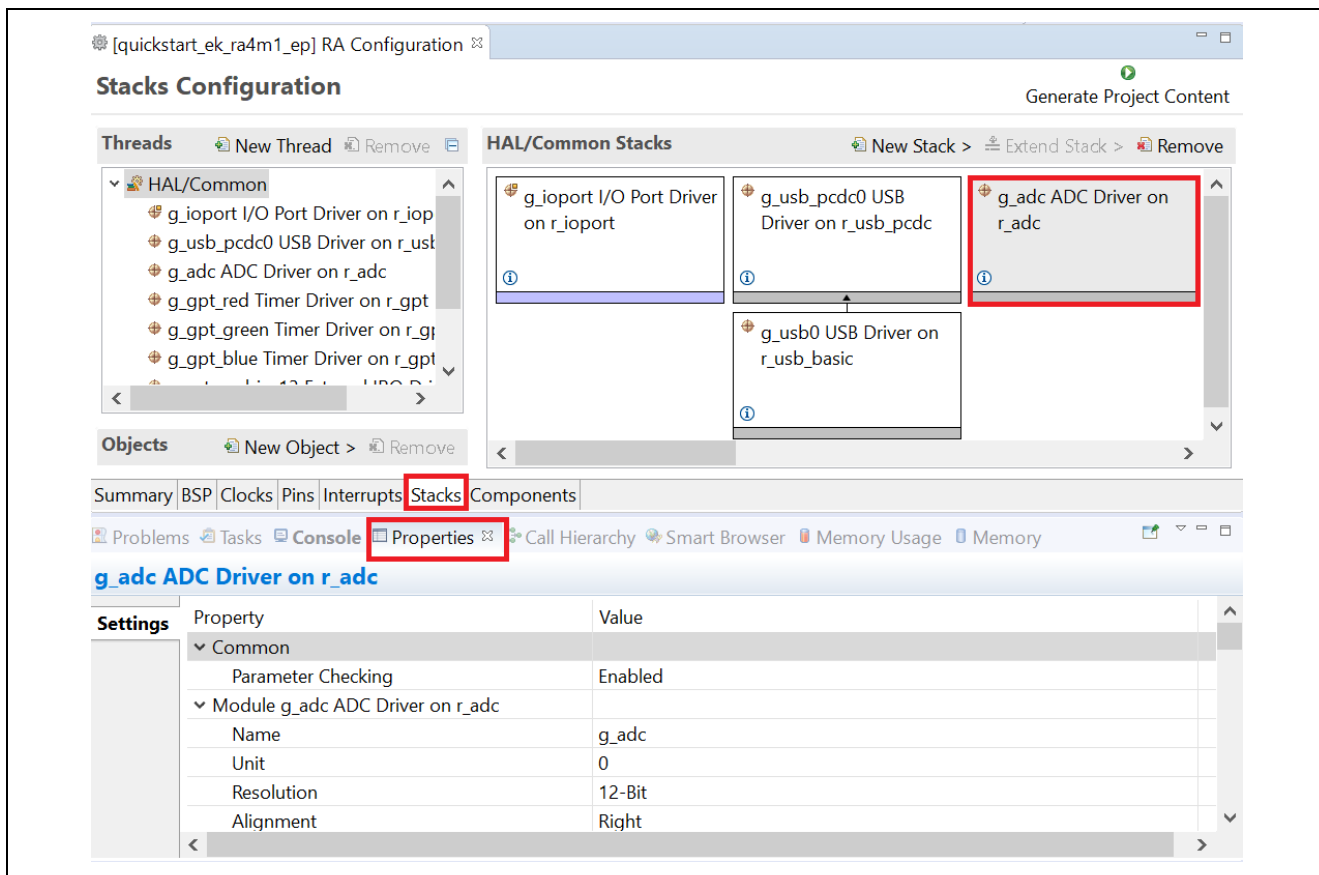 [quickstart_ek_ra4m1_ep] RA Configuration
Stacks Configuration
Generate Project Content
Threads New Thread Remove
HAL/Common Stacks New Stack > Extend Stack > Remove
HAL/Common
g_ioport I/O Port Driver on r_iop
g_usb_pcdc0 USB Driver on r_usb
g_adc ADC Driver on r_adc
g_gpt_red Timer Driver on r_gpt
g_gpt_green Timer Driver on r_gp
g_gpt_blue Timer Driver on r_gpt
g_ioport I/O Port Driver
on r_ioport
g_usb_pcdc0 USB
Driver on r_usb_pcdc
g_adc ADC Driver on
r_adc
g_usb0 USB Driver on
r_usb_basic
Objects New Object > Remove
Summary BSP Clocks Pins Interrupts Stacks Components
Problems Tasks Console Properties Call Hierarchy Smart Browser Memory Usage Memory
g_adc ADC Driver on r_adc
Settings
Property Value
Common
Parameter Checking Enabled
Module g_adc ADC Driver on r_adc
Name g_adc
Unit 0
Resolution 12-Bit
Alignment Right